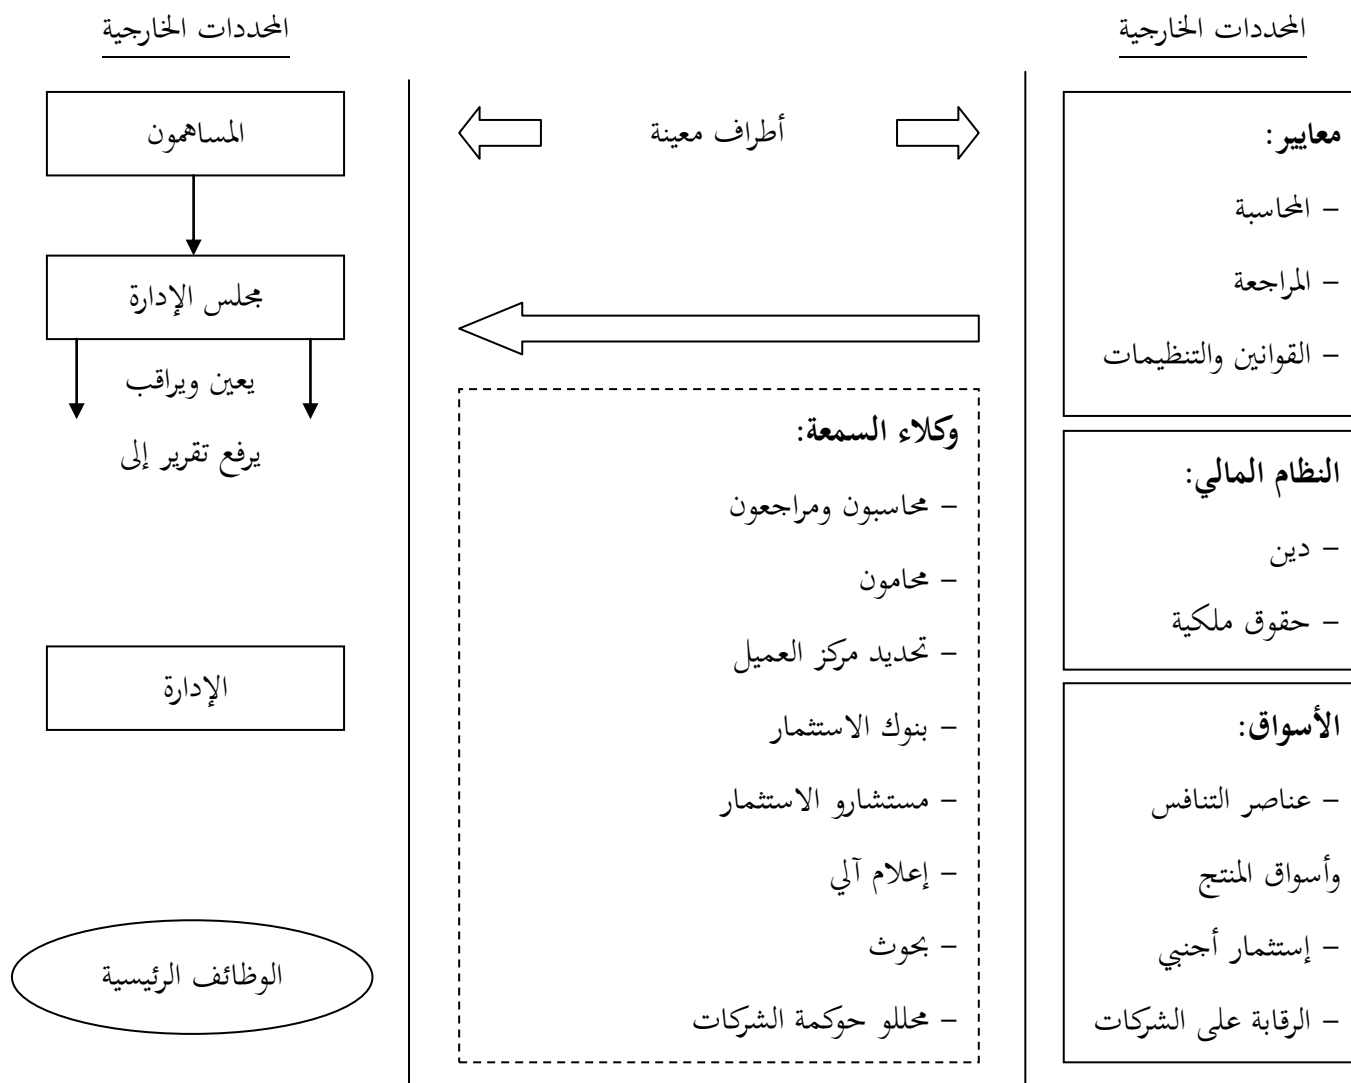 المحددات الخارجية
معايير:
– المحاسبة
– المراجعة
– القوانين والتنظيمات
النظام المالي:
– دين
– حقوق ملكية
الأسواق:
– عناصر التنافس
وأسواق المنتج
– إستثمار أجنبي
– الرقابة على الشركات
أطراف معينة
وكلاء السمعة:
– محاسبون ومراجعون
– محامون
– تحديد مركز العميل
– بنوك الاستثمار
– مستشارو الاستثمار
– إعلام آلي
– بحوث
– محللو حوكمة الشركات
المحددات الخارجية
المساهمون
مجلس الإدارة
يعين ويراقب
يرفع تقرير إلى
الإدارة
الوظائف الرئيسية